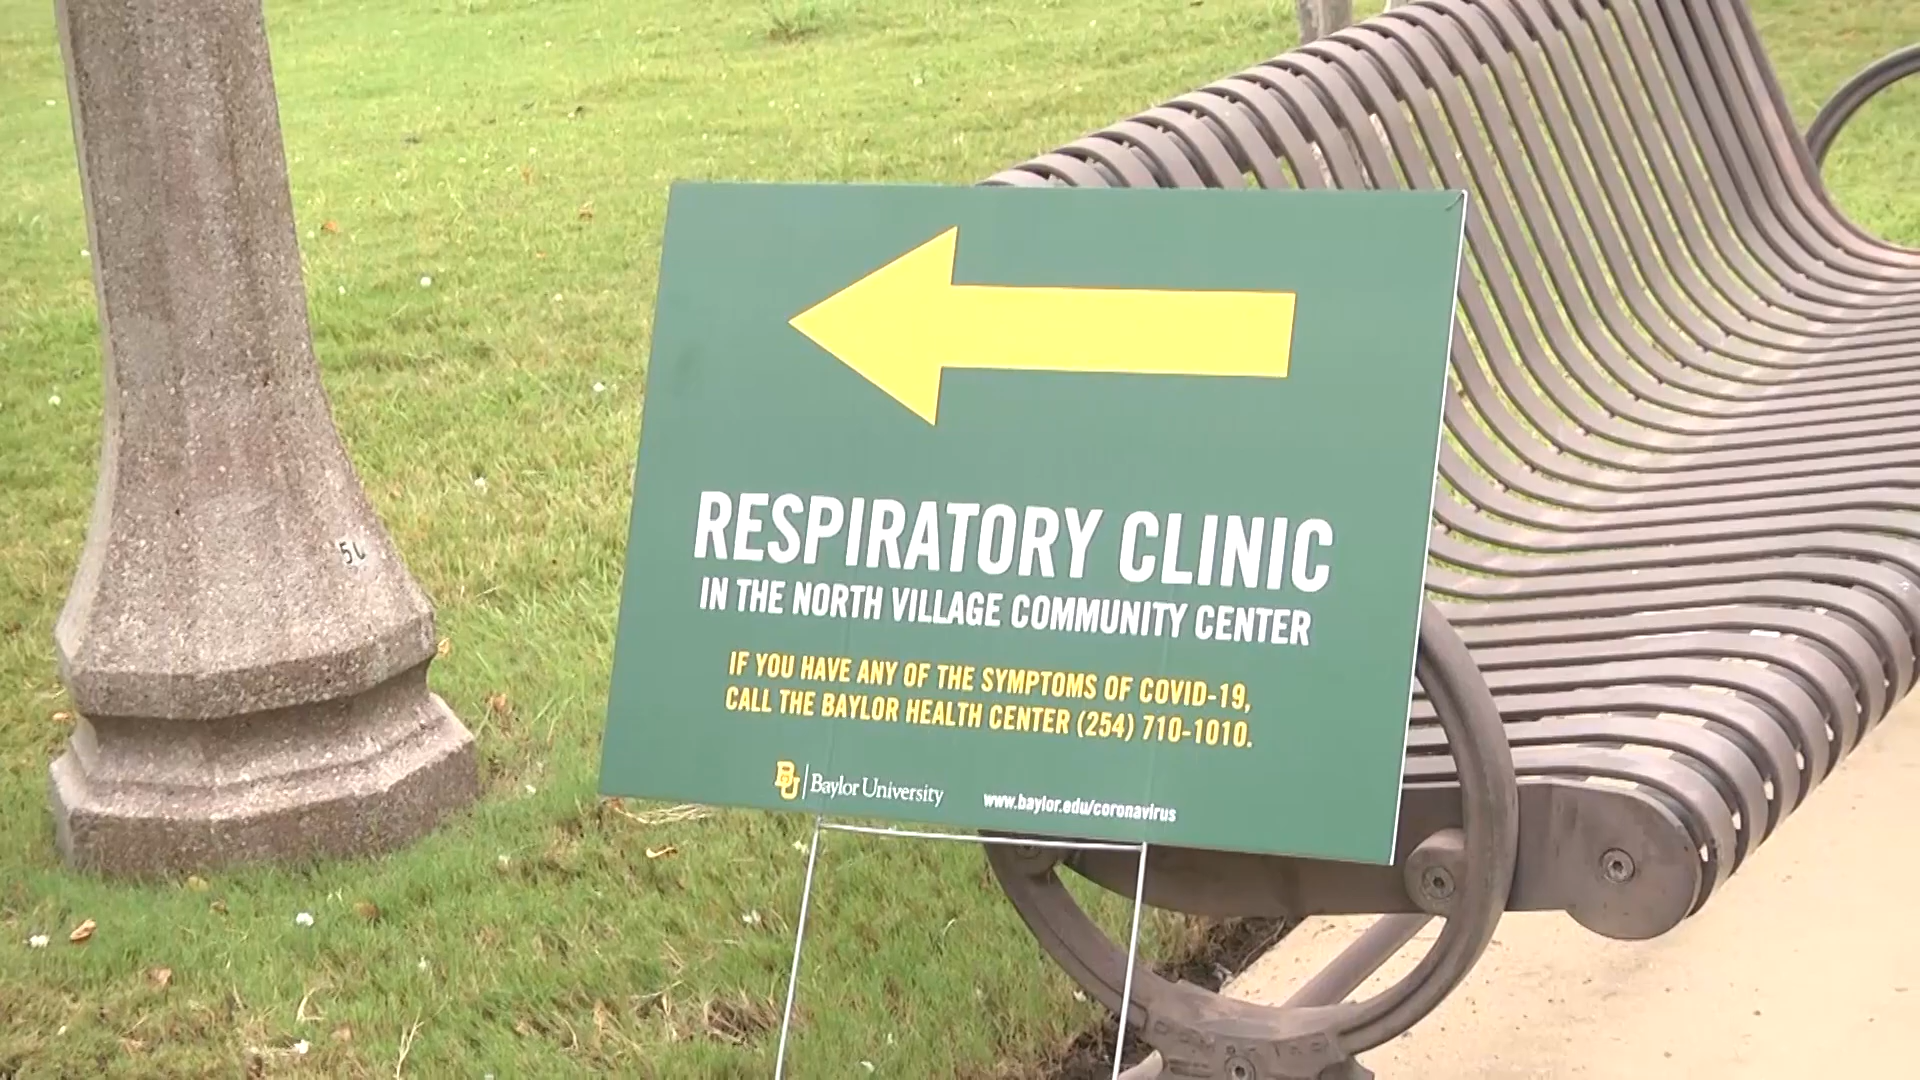 RESPIRATORY CLINIC
IN THE NORTH VILLAGE COMMUNITY CENTER
IF YOU HAVE ANY OF THE SYMPTOMS OF COVID-19,
CALL THE BAYLOR HEALTH CENTER (254) 710-1010.
BU Baylor University
www.baylor.edu/coronavirus